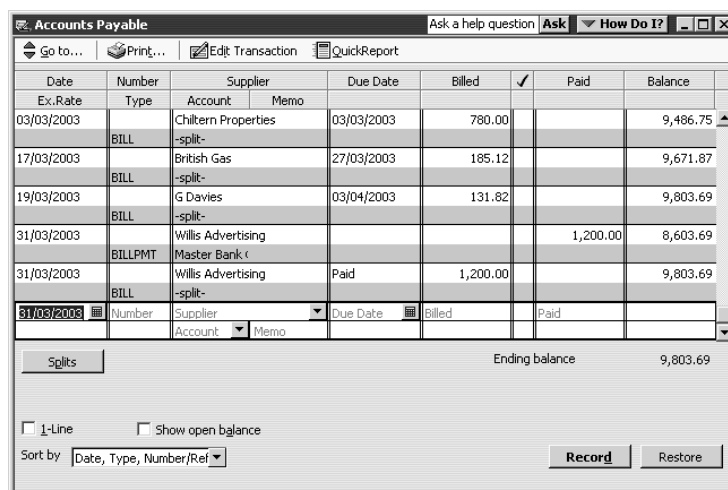 Accounts Payable Ask a help question Ask How Do I?
Go to... Print... Edit Transaction QuickReport
Date Number Supplier Due Date Billed ✓ Paid Balance
Ex.Rate Type Account Memo
03/03/2003 Chiltern Properties 03/03/2003 780.00 9,486.75
BILL -split-
17/03/2003 British Gas 27/03/2003 185.12 9,671.87
BILL -split-
19/03/2003 G Davies 03/04/2003 131.82 9,803.69
BILL -split-
31/03/2003 Willis Advertising 1,200.00 8,603.69
BILLPMT Master Bank (
31/03/2003 Willis Advertising Paid 1,200.00 9,803.69
BILL -split-
31/03/2003 Number Supplier Due Date Billed Paid
Account Memo
Splits Ending balance 9,803.69
1-Line Show open balance
Sort by Date, Type, Number/Ref Record Restore